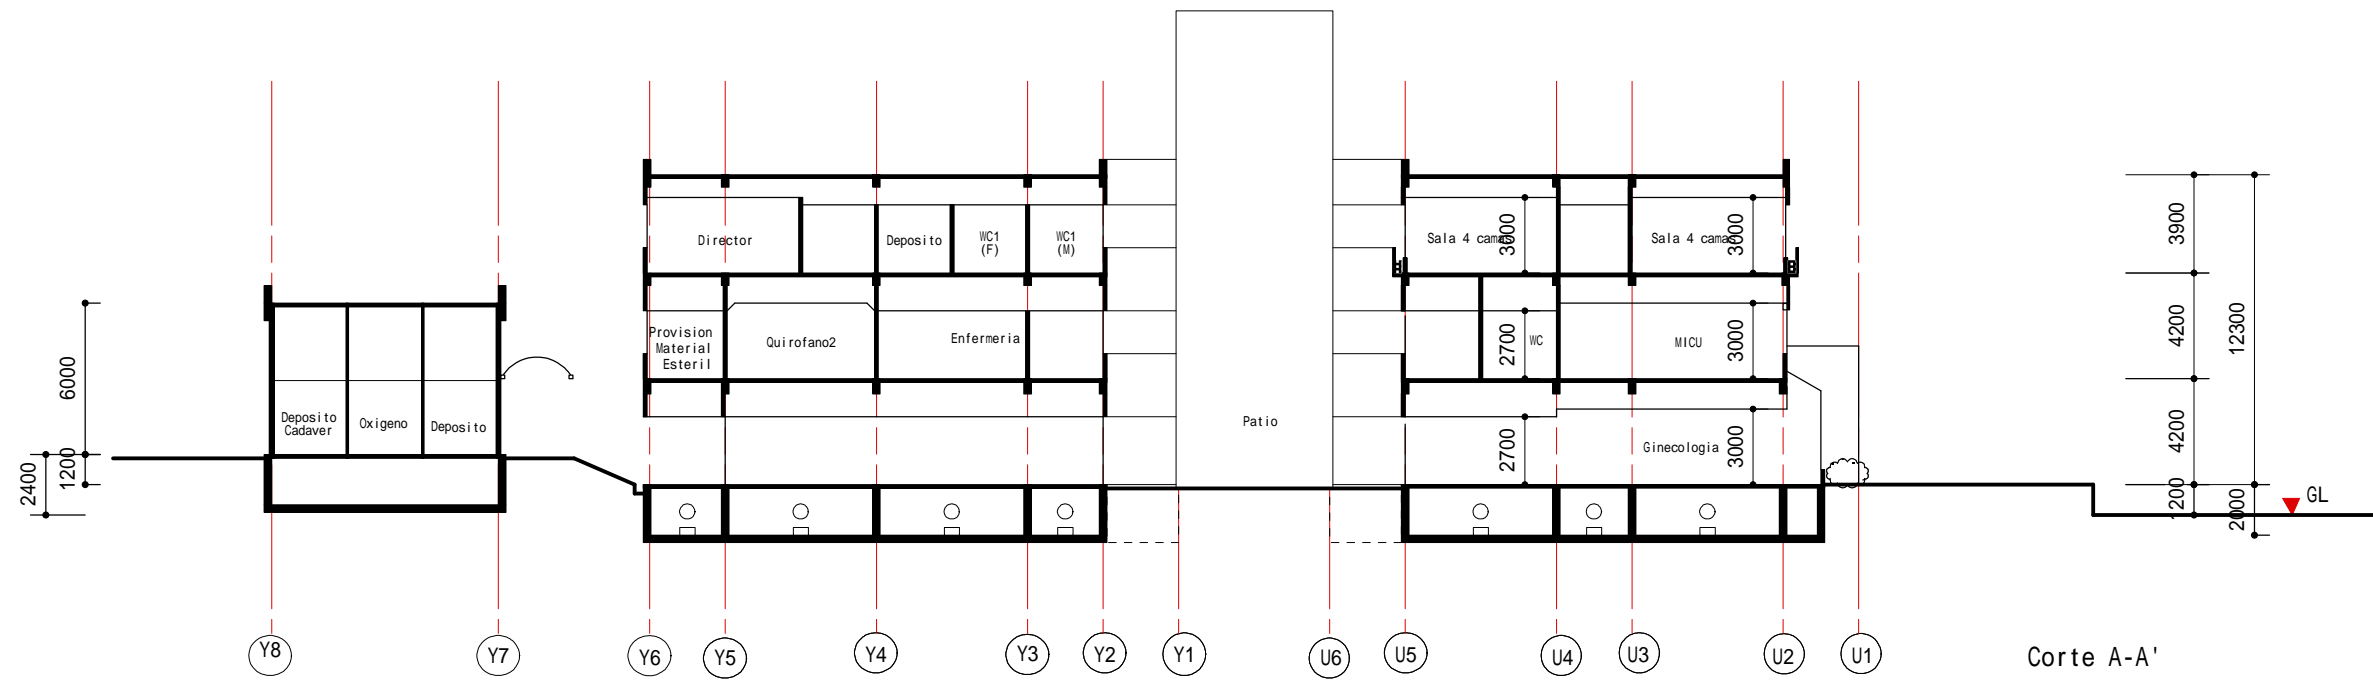 Director
Deposito
WC1
(F)
WC1
(M)
Sala 4 camas
3000
Sala 4 camas
3000
3900
Provision
Material
Esteril
Quirofano2
Enfermeria
2700
WC
MICU
3000
4200
12300
6000
Deposito
Cadaver
Oxigeno
Deposito
Patio
2700
Ginecologia
3000
4200
2400
1200
1200
2000
GL
Y8
Y7
Y6
Y5
Y4
Y3
Y2
Y1
U6
U5
U4
U3
U2
U1
Corte A-A'